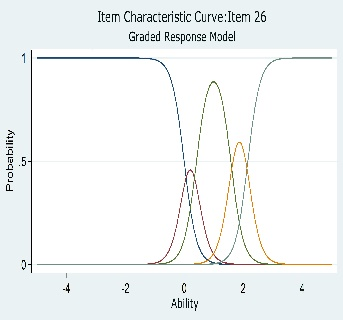 Item Characteristic Curve:Item 26
Graded Response Model
1
.5
0
Probability
-4
-2
0
2
4
Ability